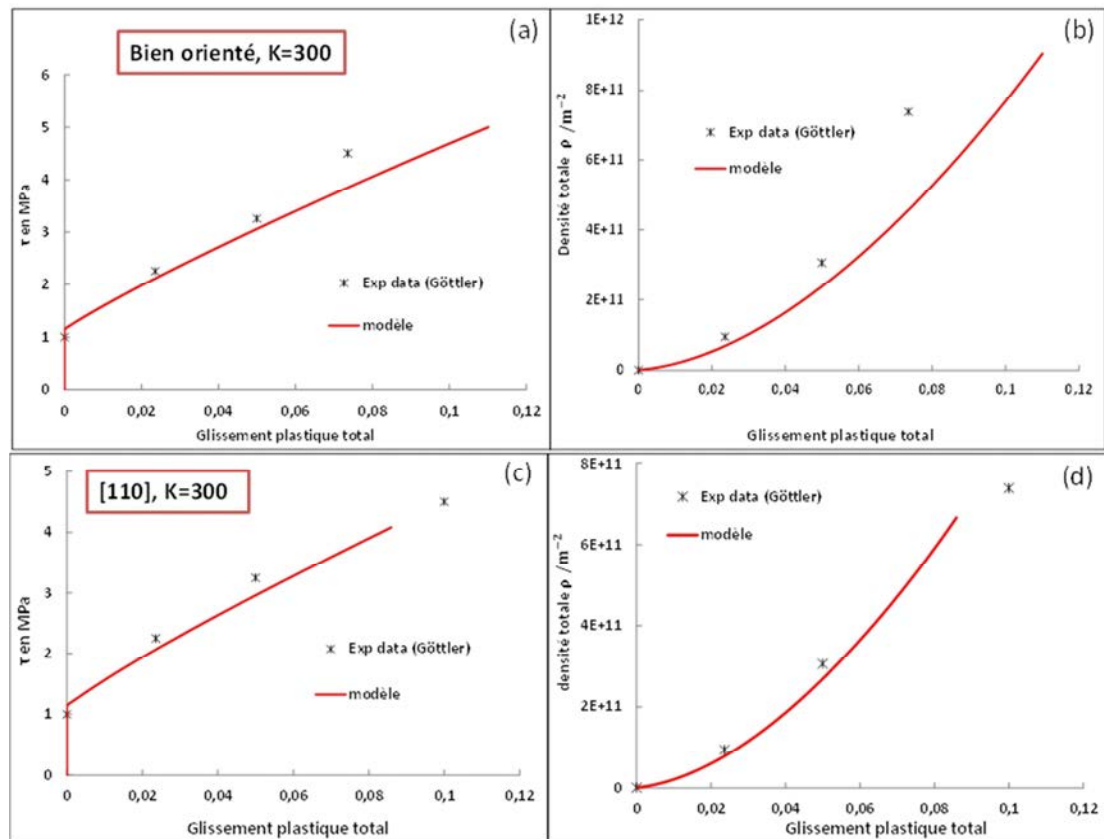 (a)
Bien orienté, K=300
6
5
4
3
2
1
0
τ en MPa
Exp data (Göttler)
modèle
0 0,02 0,04 0,06 0,08 0,1 0,12
Glissement plastique total
(b)
1E+12
8E+11
6E+11
4E+11
2E+11
0
Densité totale ρ /m⁻²
Exp data (Göttler)
modèle
0,02 0,04 0,06 0,08 0,1 0,12
Glissement plastique total
(c)
[110], K=300
5
4
3
2
1
0
τ en MPa
Exp data (Göttler)
modèle
0 0,02 0,04 0,06 0,08 0,1 0,12
Glissement plastique total
(d)
8E+11
6E+11
4E+11
2E+11
0
densité totale ρ /m⁻²
Exp data (Göttler)
modèle
0 0,02 0,04 0,06 0,08 0,1 0,12
Glissement plastique total